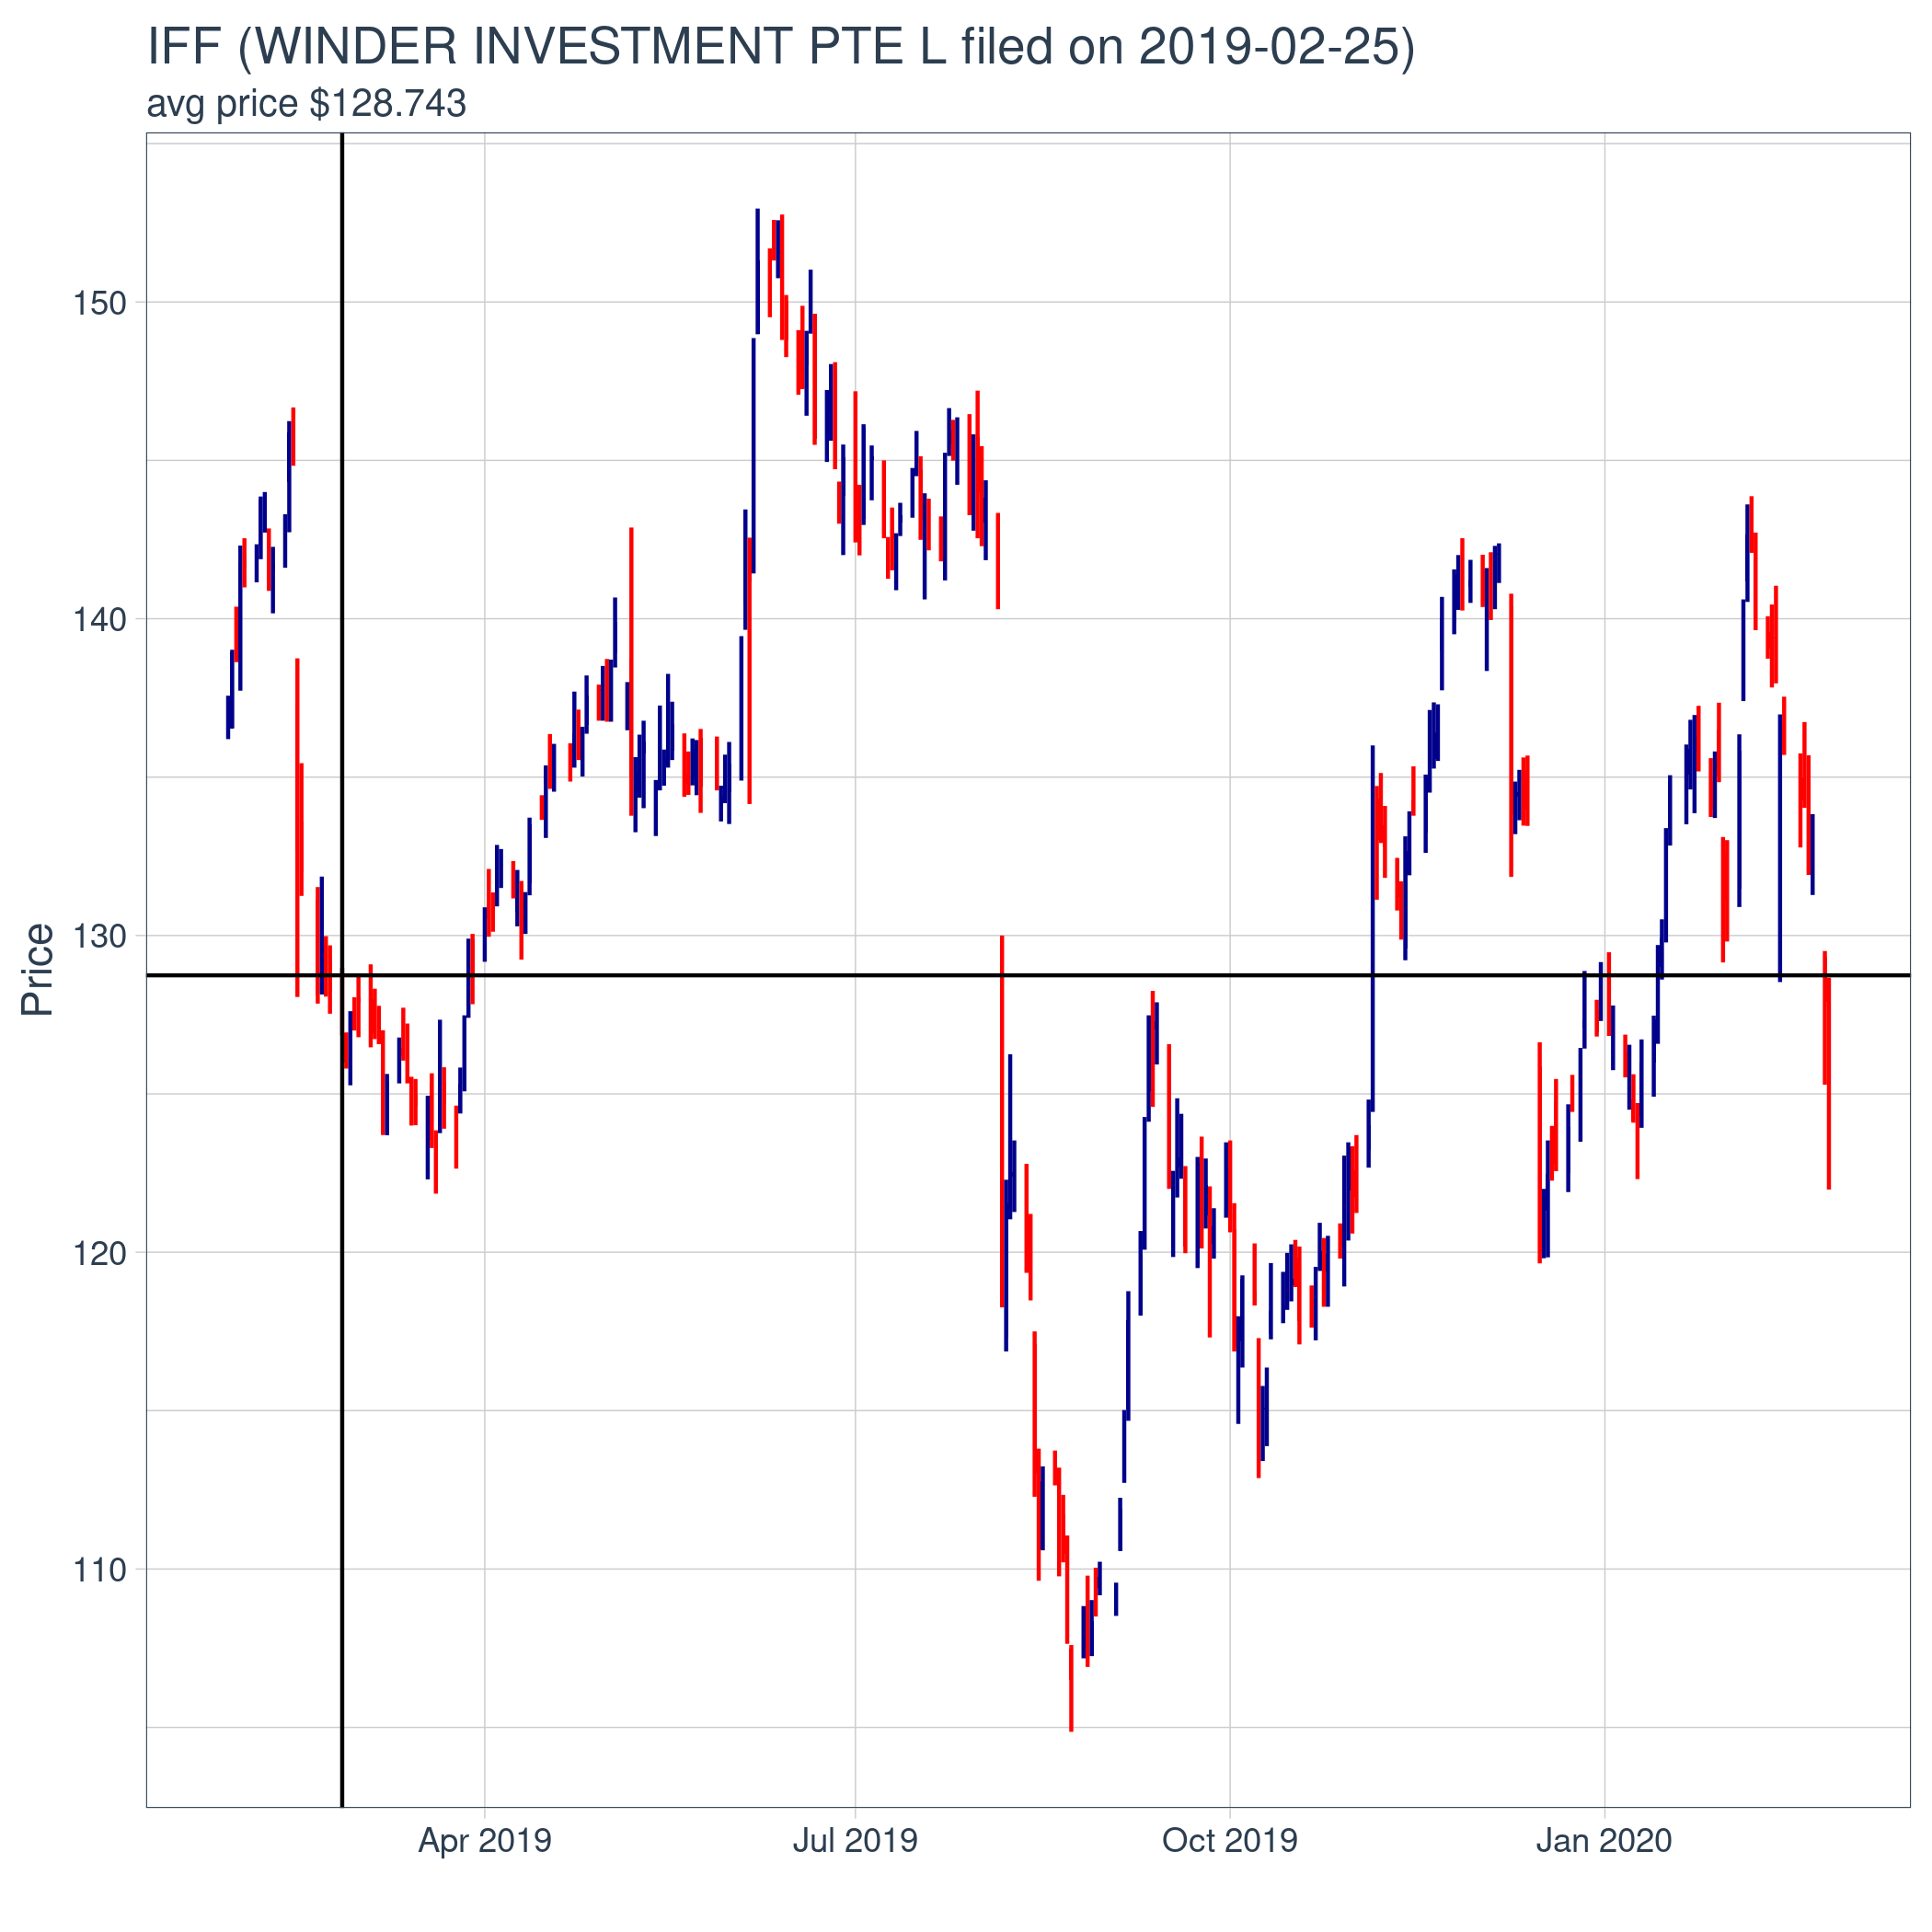 IFF (WINDER INVESTMENT PTE L filed on 2019-02-25)
avg price $128.743
Price
150
140
130
120
110
Apr 2019
Jul 2019
Oct 2019
Jan 2020